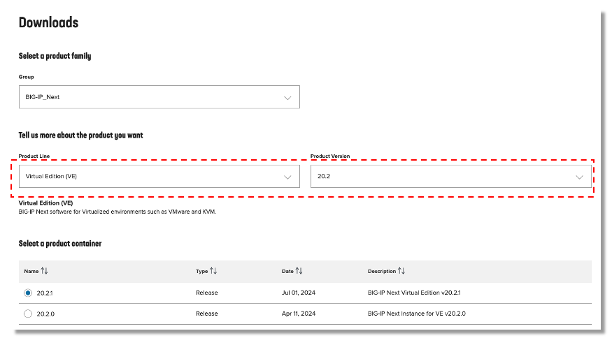 Downloads
Select a product family
Group
BIG-IP_Next
Tell us more about the product you want
Product Line Product Version
Virtual Edition (VE) 20.2
Virtual Edition (VE)
BIG-IP Next software for Virtualized environments such as VMware and KVM.
Select a product container
Name Type Date Description
20.2.1 Release Jul 01, 2024 BIG-IP Next Virtual Edition v20.2.1
20.2.0 Release Apr 11, 2024 BIG-IP Next Instance for VE v20.2.0